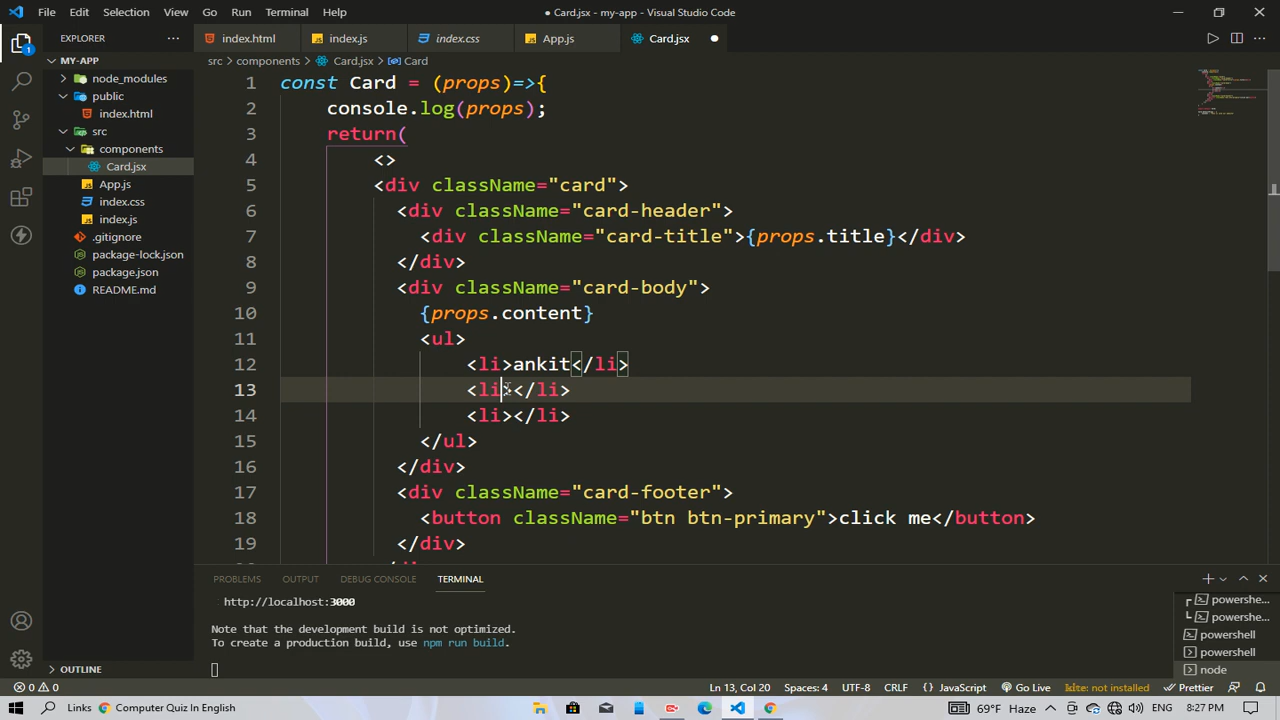 File Edit Selection View Go Run Terminal Help
● Card.jsx - my-app - Visual Studio Code
EXPLORER
index.html
index.js
index.css
App.js
Card.jsx
MY-APP
src > components > Card.jsx > Card
node_modules
public
index.html
src
components
Card.jsx
App.js
index.css
index.js
.gitignore
package-lock.json
package.json
README.md
OUTLINE
1 const Card = (props)=>{
2 console.log(props);
3 return(
4 <>
5 <div className="card">
6 <div className="card-header">
7 <div className="card-title">{props.title}</div>
8 </div>
9 <div className="card-body">
10 {props.content}
11 <ul>
12 <li>ankit</li>
13 <li></li>
14 <li></li>
15 </ul>
16 </div>
17 <div className="card-footer">
18 <button className="btn btn-primary">click me</button>
19 </div>
PROBLEMS OUTPUT DEBUG CONSOLE TERMINAL
http://localhost:3000
Note that the development build is not optimized.
To create a production build, use npm run build.
powershe...
powershe...
powershell
powershell
node
0 0
Ln 13, Col 20 Spaces: 4 UTF-8 CRLF {} JavaScript Go Live kite: not installed Prettier
Links Computer Quiz In English
69°F Haze
ENG 8:27 PM
1